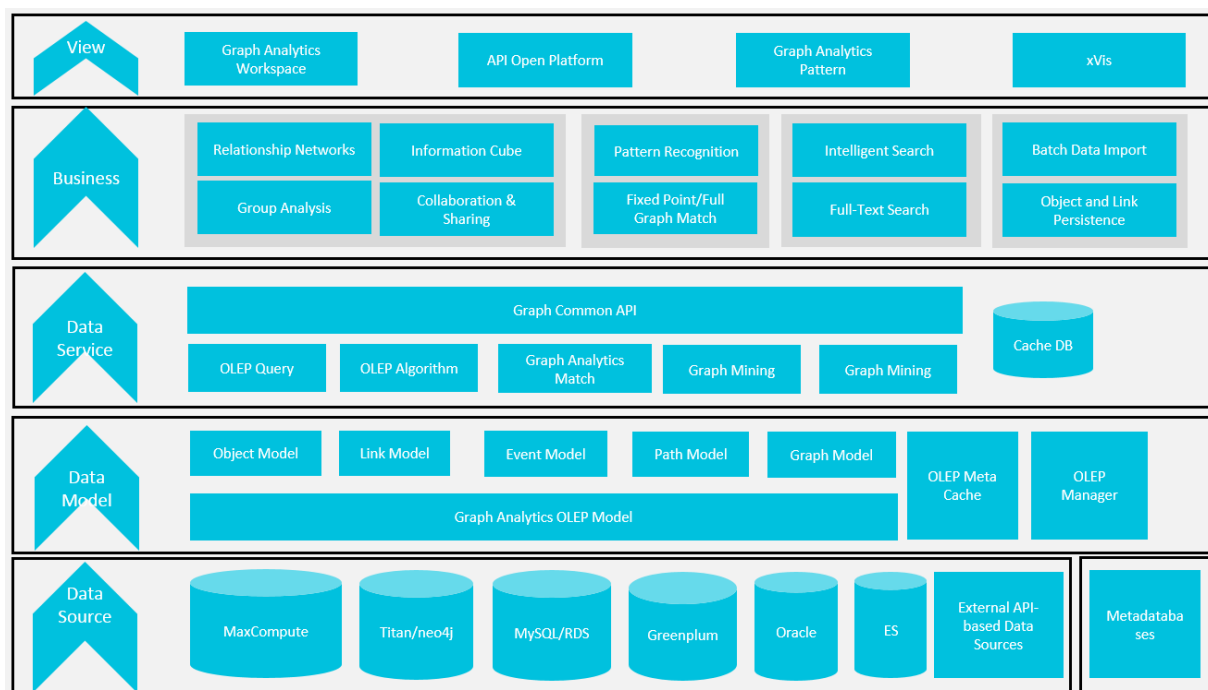 View
Graph Analytics
Workspace
API Open Platform
Graph Analytics
Pattern
xVis
Business
Relationship Networks
Information Cube
Group Analysis
Collaboration &
Sharing
Pattern Recognition
Fixed Point/Full
Graph Match
Intelligent Search
Full-Text Search
Batch Data Import
Object and Link
Persistence
Data
Service
Graph Common API
OLEP Query
OLEP Algorithm
Graph Analytics
Match
Graph Mining
Graph Mining
Cache DB
Data
Model
Object Model
Link Model
Event Model
Path Model
Graph Model
Graph Analytics OLEP Model
OLEP Meta
Cache
OLEP
Manager
Data
Source
MaxCompute
Titan/neo4j
MySQL/RDS
Greenplum
Oracle
ES
External API-
based Data
Sources
Metadataba
ses